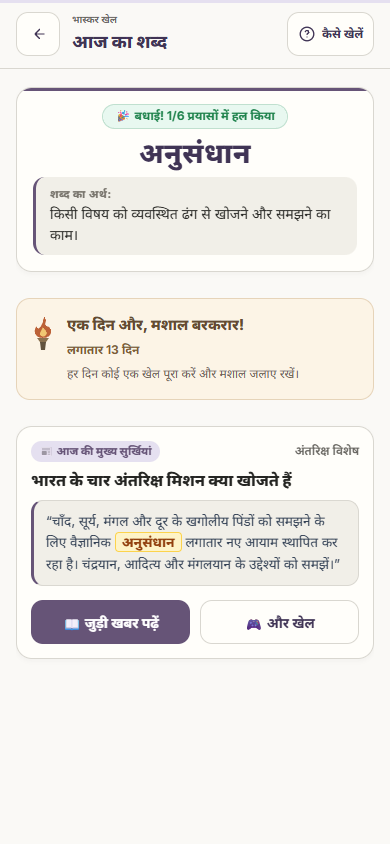 भास्कर खेल
आज का शब्द
कैसे खेलें
🎉 बधाई! 1/6 प्रयासों में हल किया
अनुसंधान
शब्द का अर्थ:
किसी विषय को व्यवस्थित ढंग से खोजने और समझने का
काम।
एक दिन और, मशाल बरकरार!
लगातार 13 दिन
हर दिन कोई एक खेल पूरा करें और मशाल जलाए रखें।
📰 आज की मुख्य सुर्खियां
अंतरिक्ष विशेष
भारत के चार अंतरिक्ष मिशन क्या खोजते हैं
“चाँद, सूर्य, मंगल और दूर के खगोलीय पिंडों को समझने के
लिए वैज्ञानिक अनुसंधान लगातार नए आयाम स्थापित कर
रहा है। चंद्रयान, आदित्य और मंगलयान के उद्देश्यों को समझें।”
📖 जुड़ी खबर पढ़ें
🎮 और खेल